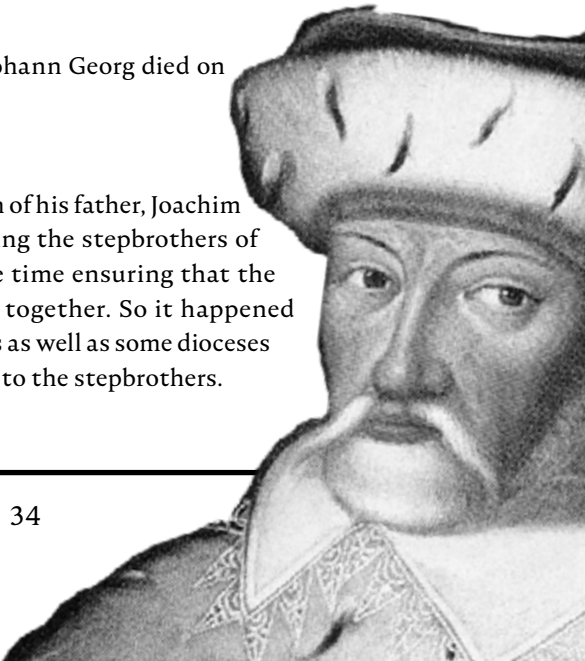 ohann Georg died on
of his father, Joachim
ng the stepbrothers of
time ensuring that the
together. So it happened
as well as some dioceses
to the stepbrothers.
34